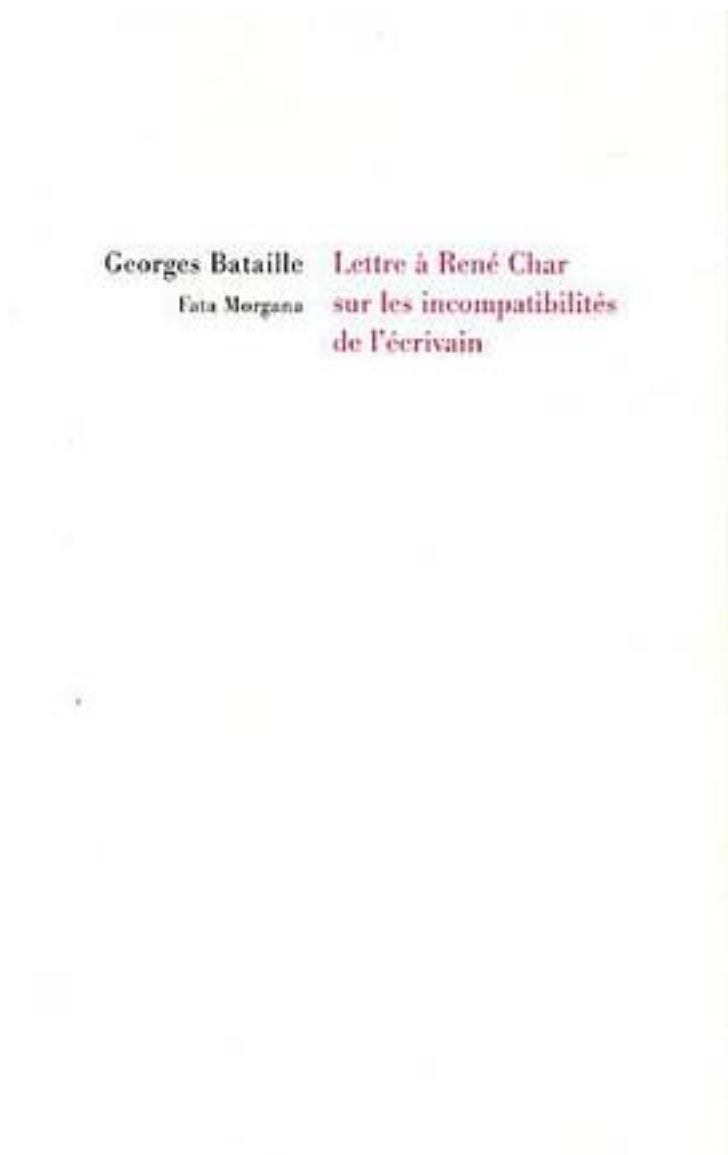 Georges Bataille
Fata Morgana
Lettre à René Char
sur les incompatibilités
de l'écrivain